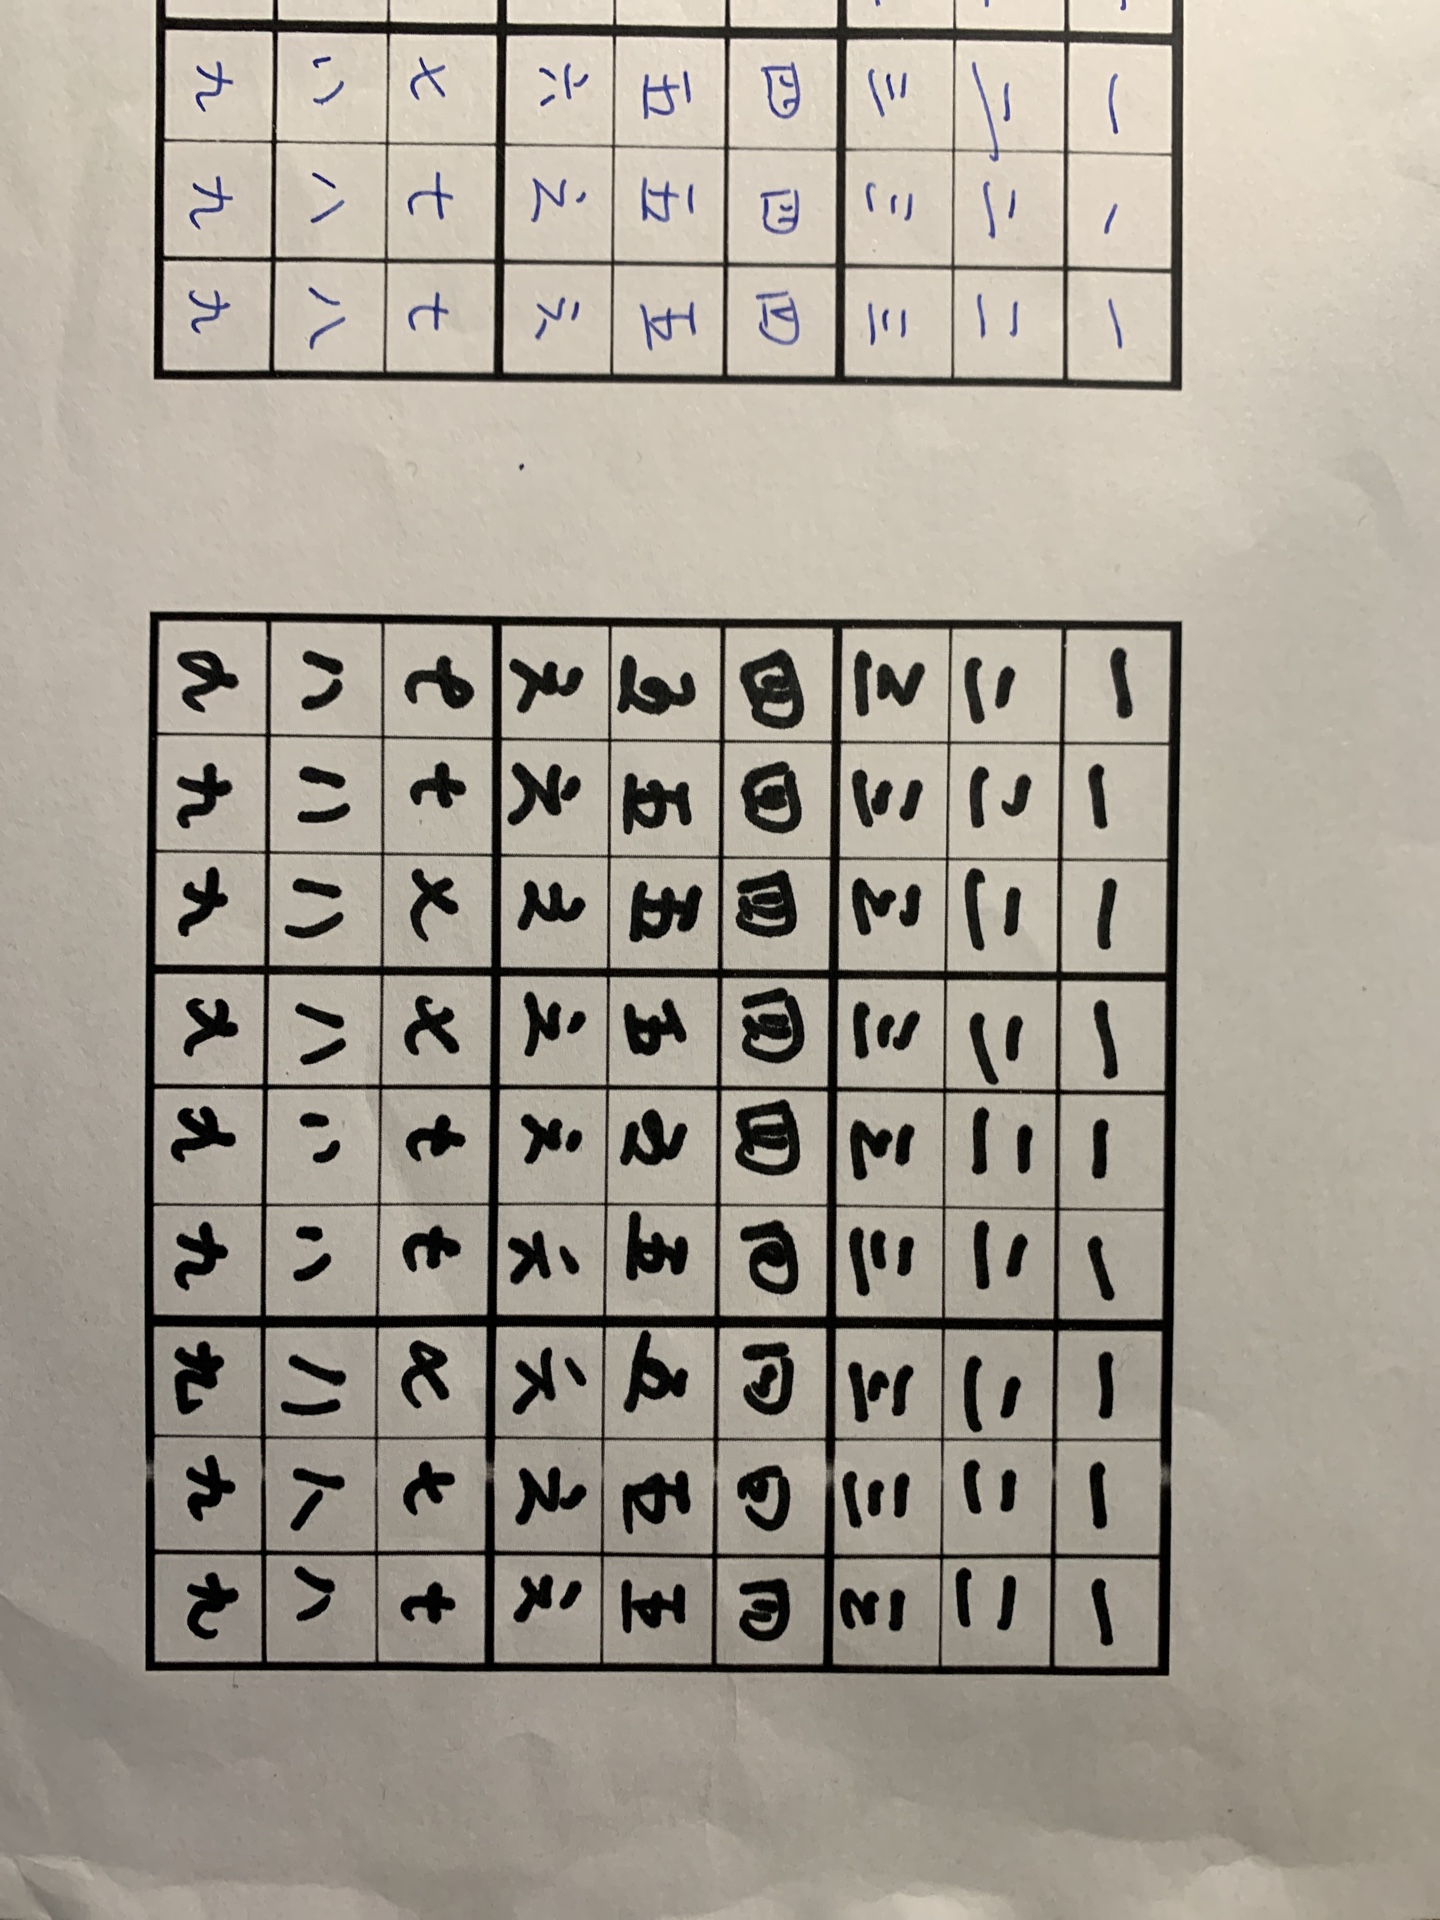 一 一 一
二 二 二
三 三 三
四 四 四
五 五 五
六 六 六
七 七 七
八 八 八
九 九 九
一 一 一 一 一 一 一 一 一
二 二 二 二 二 二 二 二 二
三 三 三 三 三 三 三 三 三
四 四 四 四 四 四 四 四 四
五 五 五 五 五 五 五 五 五
六 六 六 六 六 六 六 六 六
七 七 七 七 七 七 七 七 七
八 八 八 八 八 八 八 八 八
九 九 九 九 九 九 九 九 九